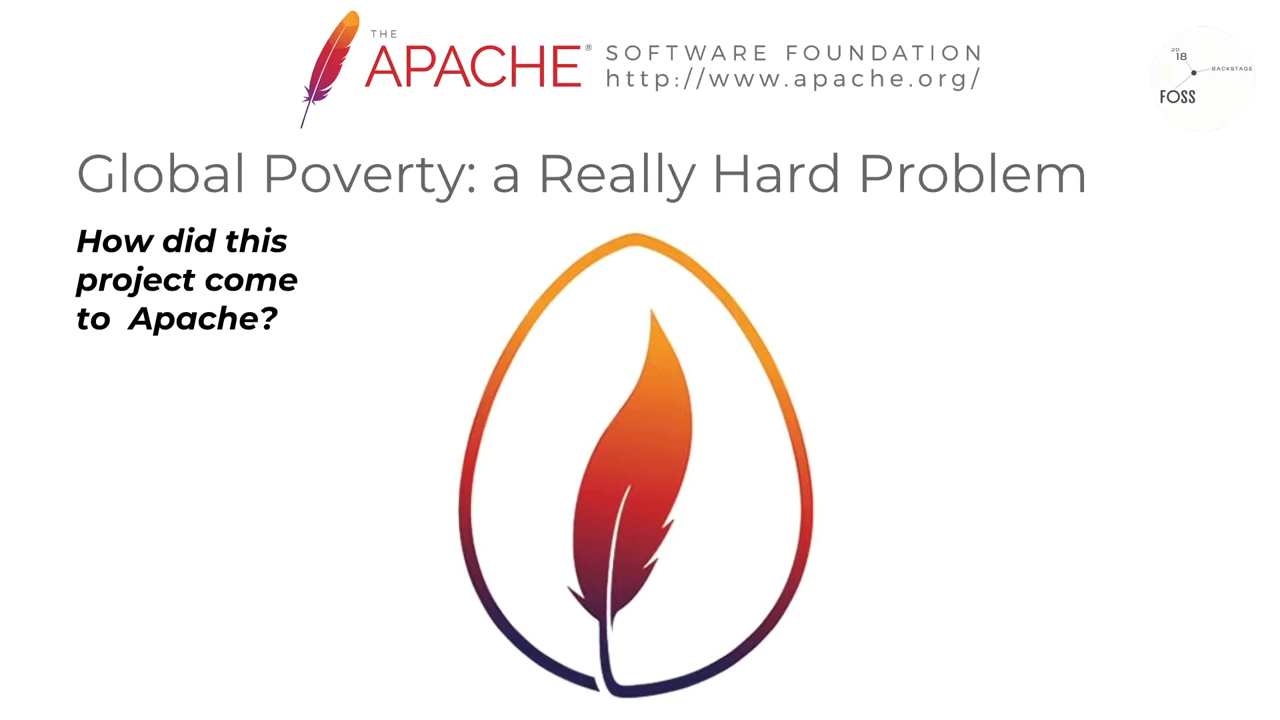 THE
APACHE® SOFTWARE FOUNDATION
http://www.apache.org/
20
18
BACKSTAGE
FOSS
Global Poverty: a Really Hard Problem
How did this
project come
to Apache?